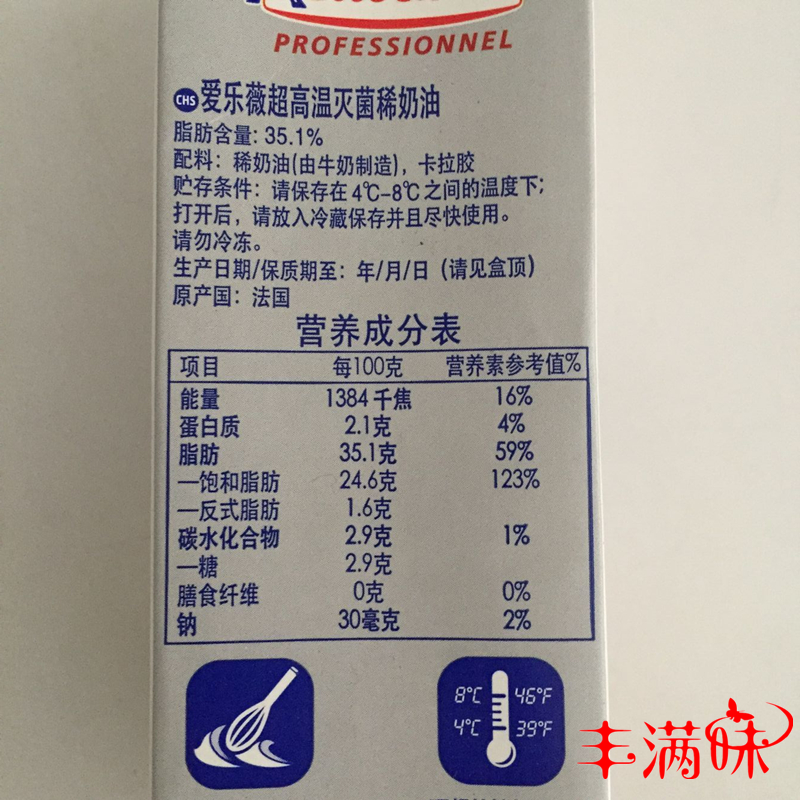 PROFESSIONNEL
CHS 爱乐薇超高温灭菌稀奶油
脂肪含量: 35.1%
配料：稀奶油(由牛奶制造)，卡拉胶
贮存条件：请保存在4℃-8℃之间的温度下;
打开后，请放入冷藏保存并且尽快使用。
请勿冷冻。
生产日期/保质期至：年/月/日（请见盒顶）
原产国：法国
营养成分表
项目 每100克 营养素参考值%
能量 1384千焦 16%
蛋白质 2.1克 4%
脂肪 35.1克 59%
—饱和脂肪 24.6克 123%
—反式脂肪 1.6克
碳水化合物 2.9克 1%
—糖 2.9克
膳食纤维 0克 0%
钠 30毫克 2%
8℃ 46°F
4℃ 39°F
丰满味